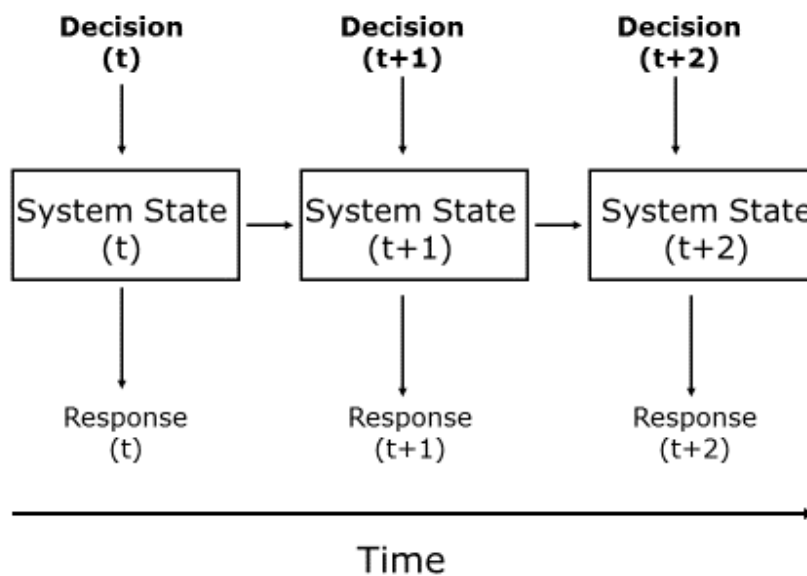 Decision
(t)
Decision
(t+1)
Decision
(t+2)
System State
(t)
System State
(t+1)
System State
(t+2)
Response
(t)
Response
(t+1)
Response
(t+2)
Time